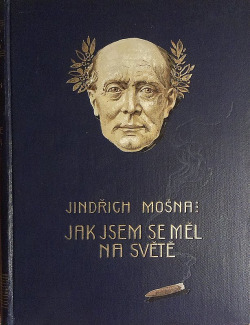 JINDŘICH MOŠNA:
JAK JSEM SE MĚL
NA SVĚTĚ